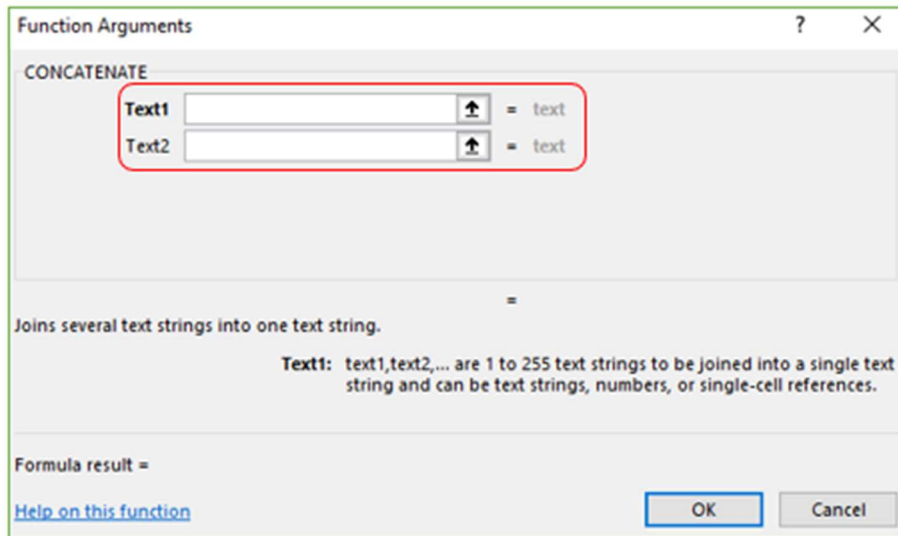 Function Arguments ? ×
CONCATENATE
Text1 = text
Text2 = text
=
Joins several text strings into one text string.
Text1: text1,text2,... are 1 to 255 text strings to be joined into a single text
string and can be text strings, numbers, or single-cell references.
Formula result =
Help on this function OK Cancel